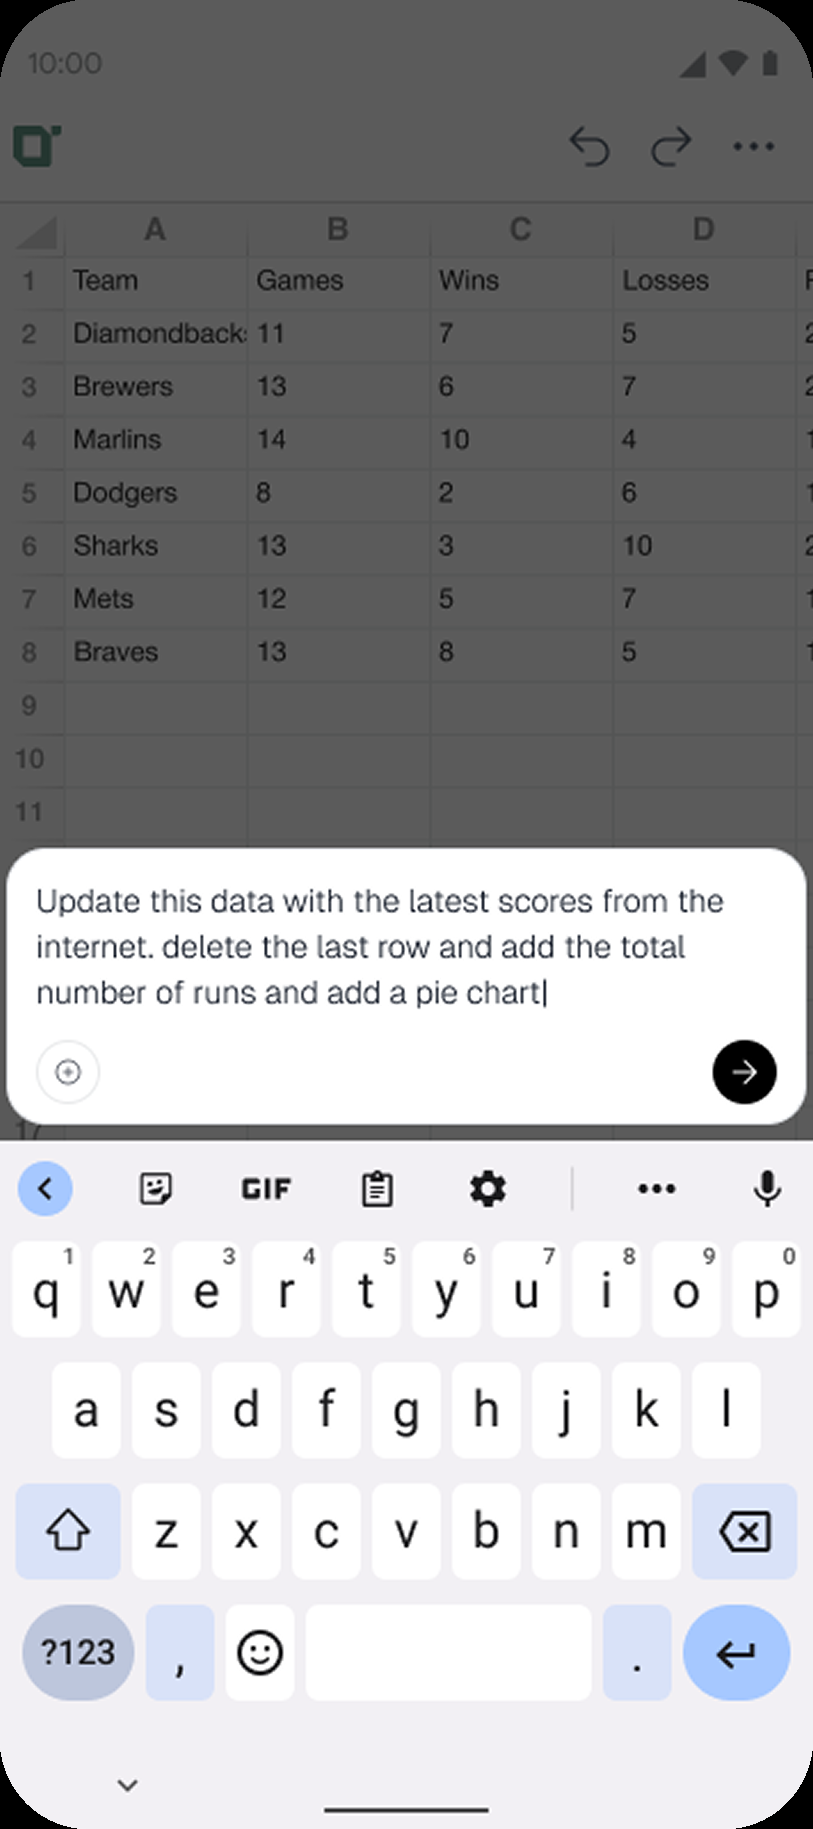 10:00
A B C D
1 Team Games Wins Losses
2 Diamondback 11 7 5
3 Brewers 13 6 7
4 Marlins 14 10 4
5 Dodgers 8 2 6
6 Sharks 13 3 10
7 Mets 12 5 7
8 Braves 13 8 5
9
10
11
Update this data with the latest scores from the
internet. delete the last row and add the total
number of runs and add a pie chart
GIF
1 2 3 4 5 6 7 8 9 0
q w e r t y u i o p
a s d f g h j k l
z x c v b n m
?123 , .